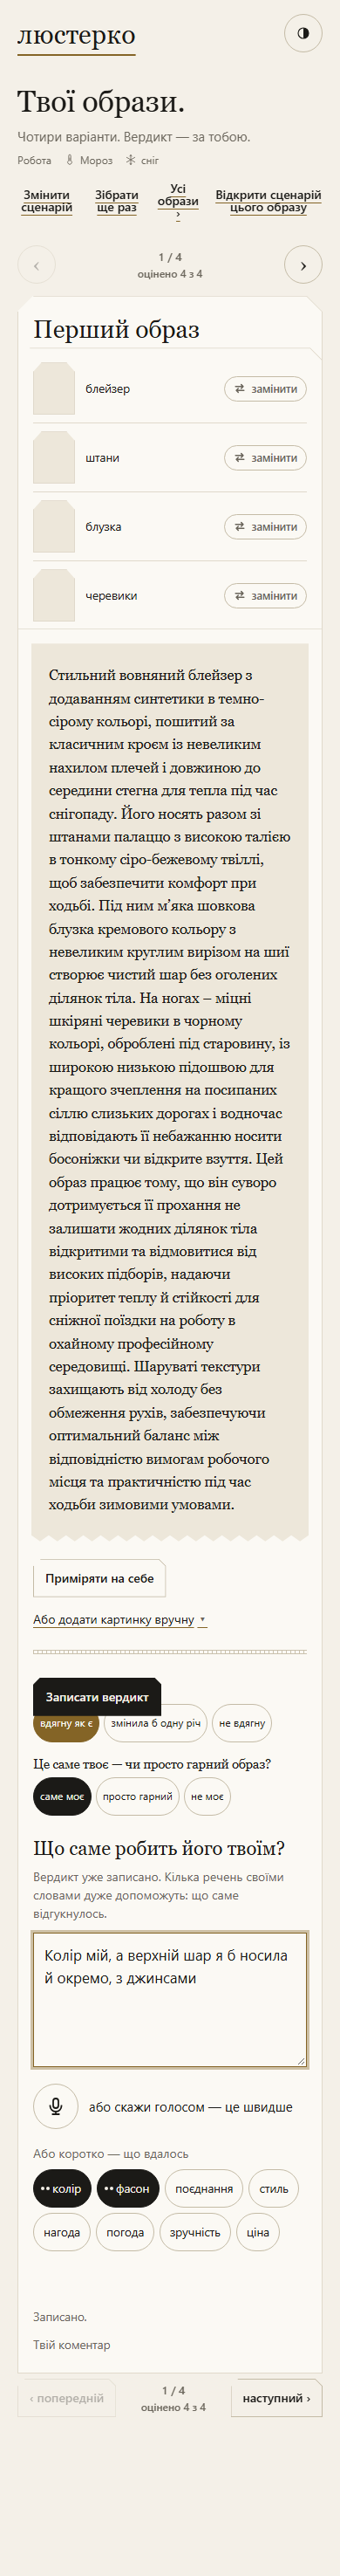 люстерко
Твої образи.
Чотири варіанти. Вердикт — за тобою.
Робота Мороз сніг
Змінити
сценарій
Зібрати
ще раз
Усі
образи
›
Відкрити сценарій
цього образу
‹
1 / 4
оцінено 4 з 4
›
Перший образ
блейзер
замінити
штани
замінити
блузка
замінити
черевики
замінити
Стильний вовняний блейзер з
додаванням синтетики в темно-
сірому кольорі, пошитий за
класичним кроєм із невеликим
нахилом плечей і довжиною до
середини стегна для тепла під час
снігопаду. Його носять разом зі
штанами палаццо з високою талією
в тонкому сіро-бежевому твіллі,
щоб забезпечити комфорт при
ходьбі. Під ним м’яка шовкова
блузка кремового кольору з
невеликим круглим вирізом на шиї
створює чистий шар без оголених
ділянок тіла. На ногах – міцні
шкіряні черевики в чорному
кольорі, оброблені під старовину, із
широкою низькою підошвою для
кращого зчеплення на посипаних
сіллю слизьких дорогах і водночас
відповідають її небажанню носити
босоніжки чи відкрите взуття. Цей
образ працює тому, що він суворо
дотримується її прохання не
залишати жодних ділянок тіла
відкритими та відмовитися від
високих підборів, надаючи
пріоритет теплу й стійкості для
сніжної поїздки на роботу в
охайному професійному
середовищі. Шаруваті текстури
захищають від холоду без
обмеження рухів, забезпечуючи
оптимальний баланс між
відповідністю вимогам робочого
місця та практичністю під час
ходьби зимовими умовами.
Приміряти на себе
Або додати картинку вручну ▾
Записати вердикт
вдягну як є
змінила б одну річ
не вдягну
Це саме твоє — чи просто гарний образ?
саме моє
просто гарний
не моє
Що саме робить його твоїм?
Вердикт уже записано. Кілька речень своїми
словами дуже допоможуть: що саме
відгукнулось.
Колір мій, а верхній шар я б носила
й окремо, з джинсами
або скажи голосом — це швидше
Або коротко — що вдалось
колір
фасон
поєднання
стиль
нагода
погода
зручність
ціна
Записано.
Твій коментар
‹ попередній
1 / 4
оцінено 4 з 4
наступний ›